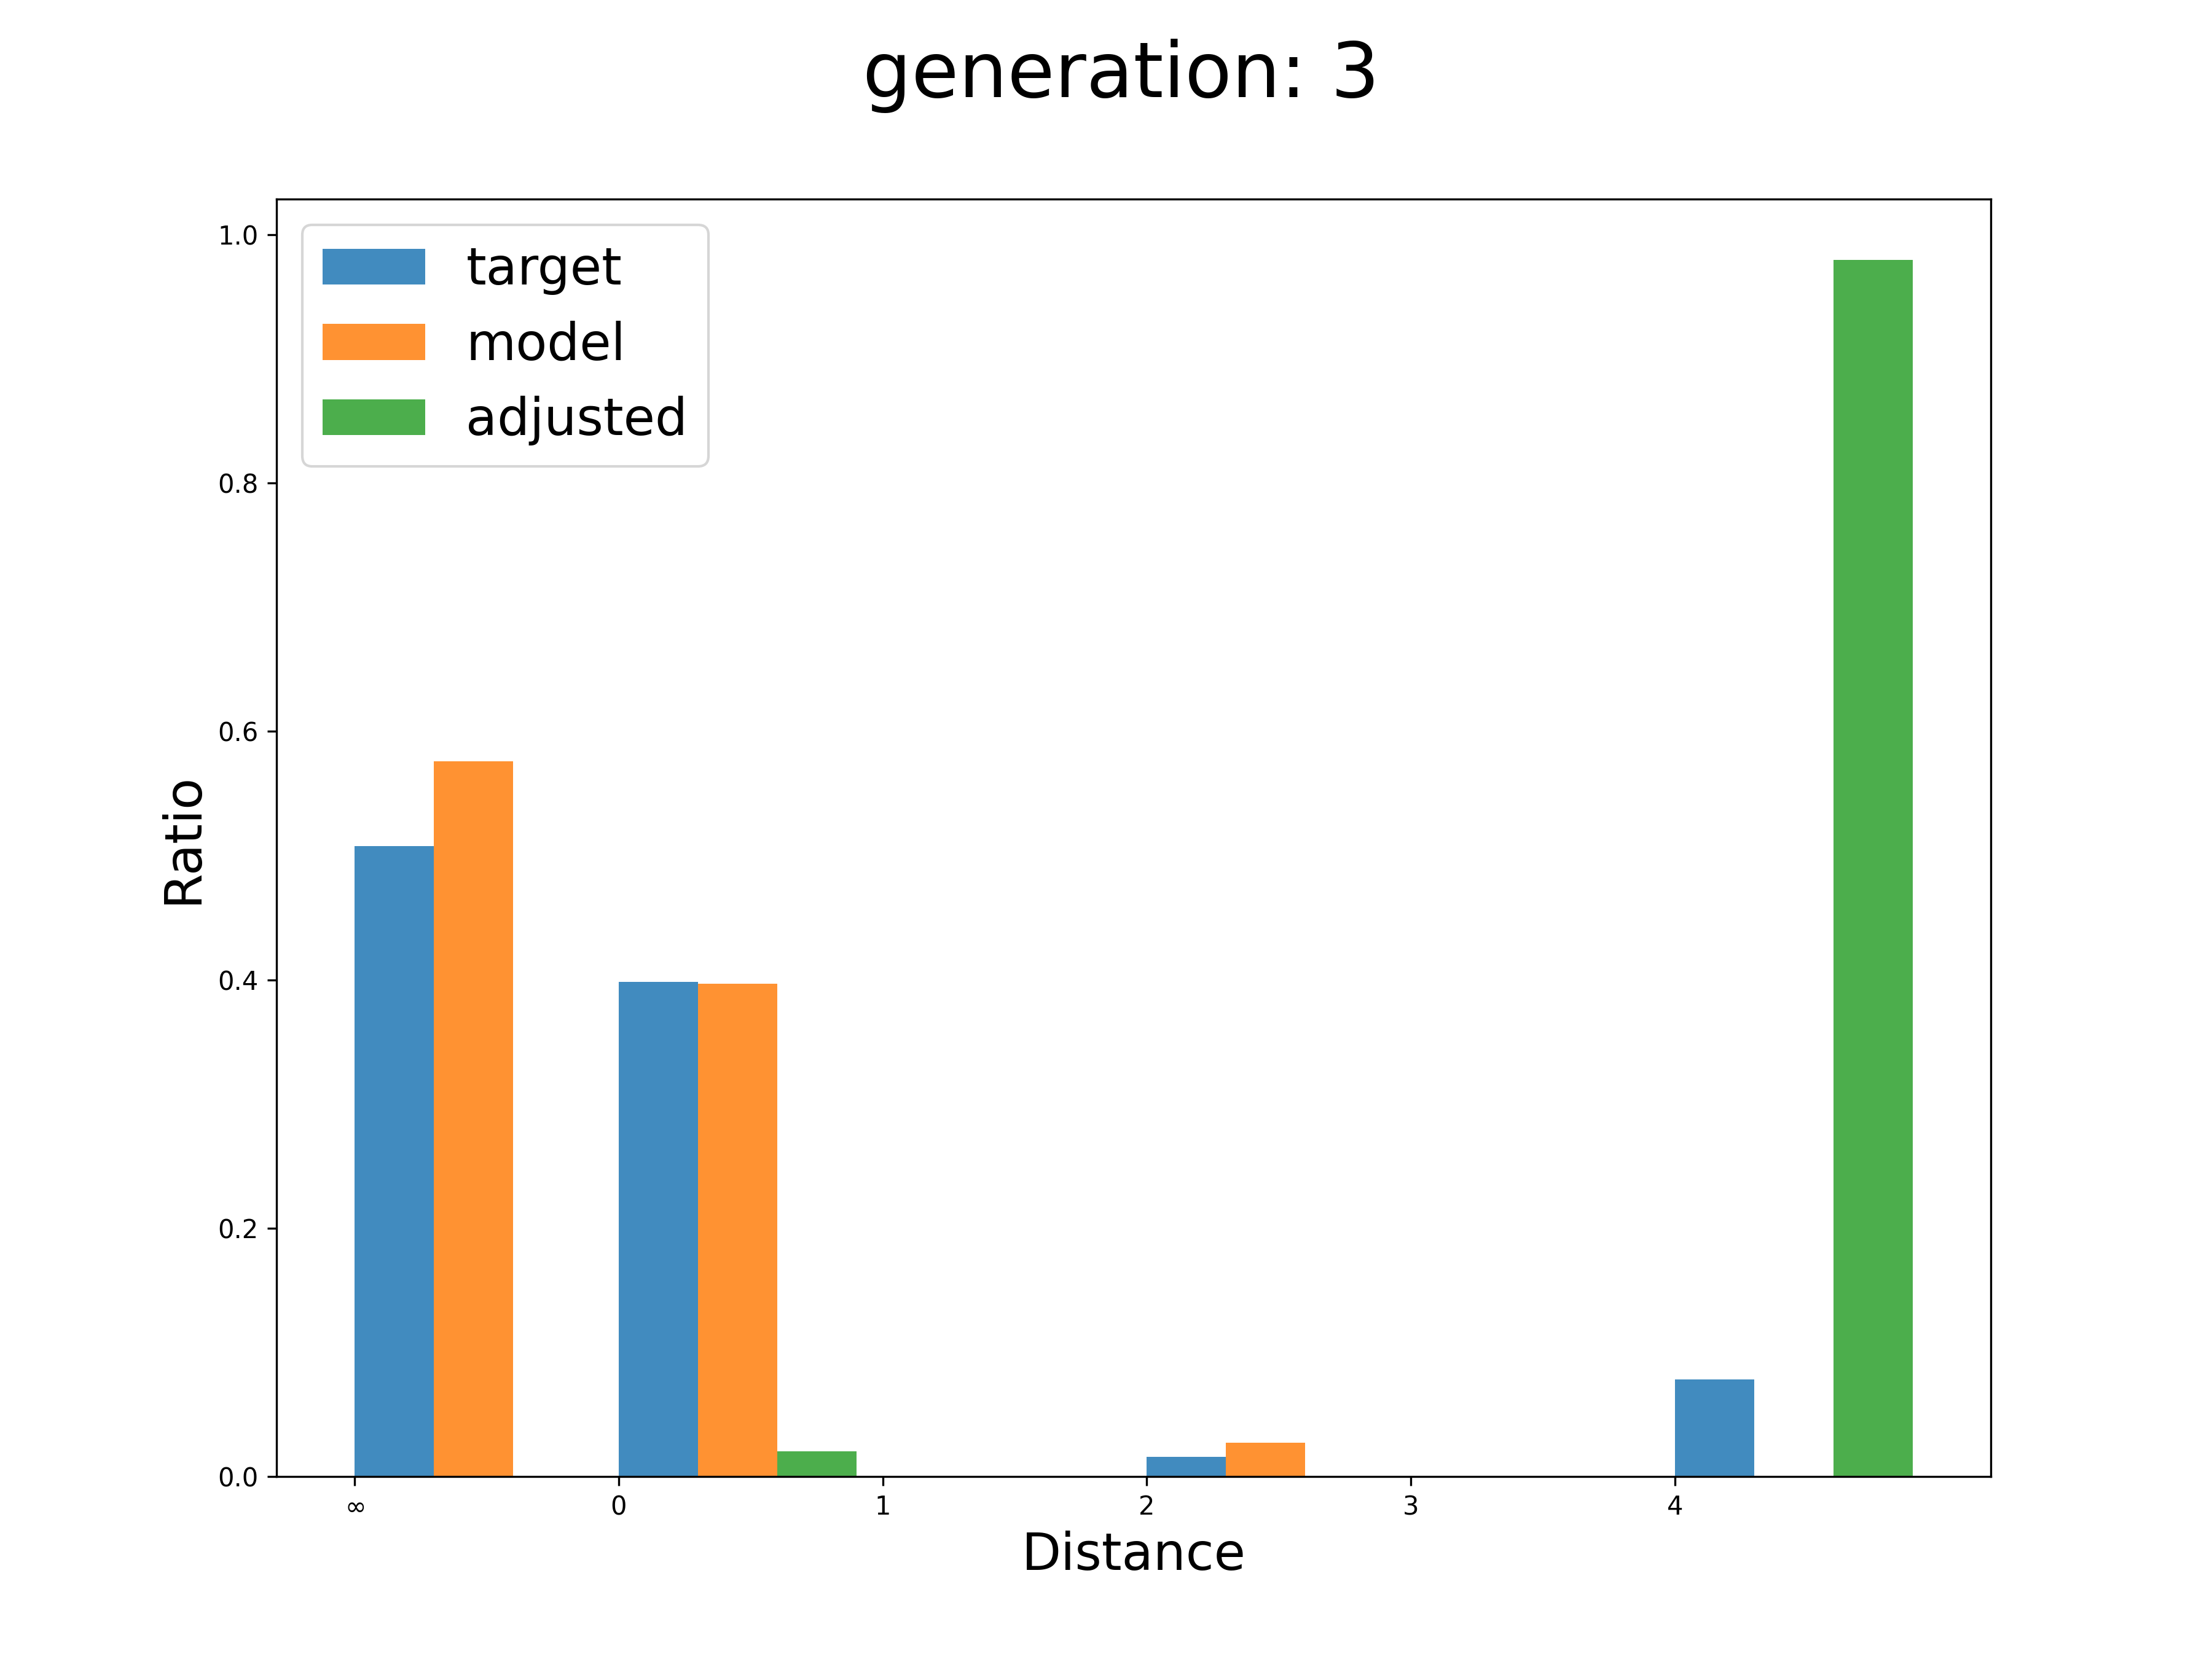 generation: 3
target
model
adjusted
1.0
0.8
0.6
0.4
0.2
0.0
Ratio
∞ 0 1 2 3 4
Distance